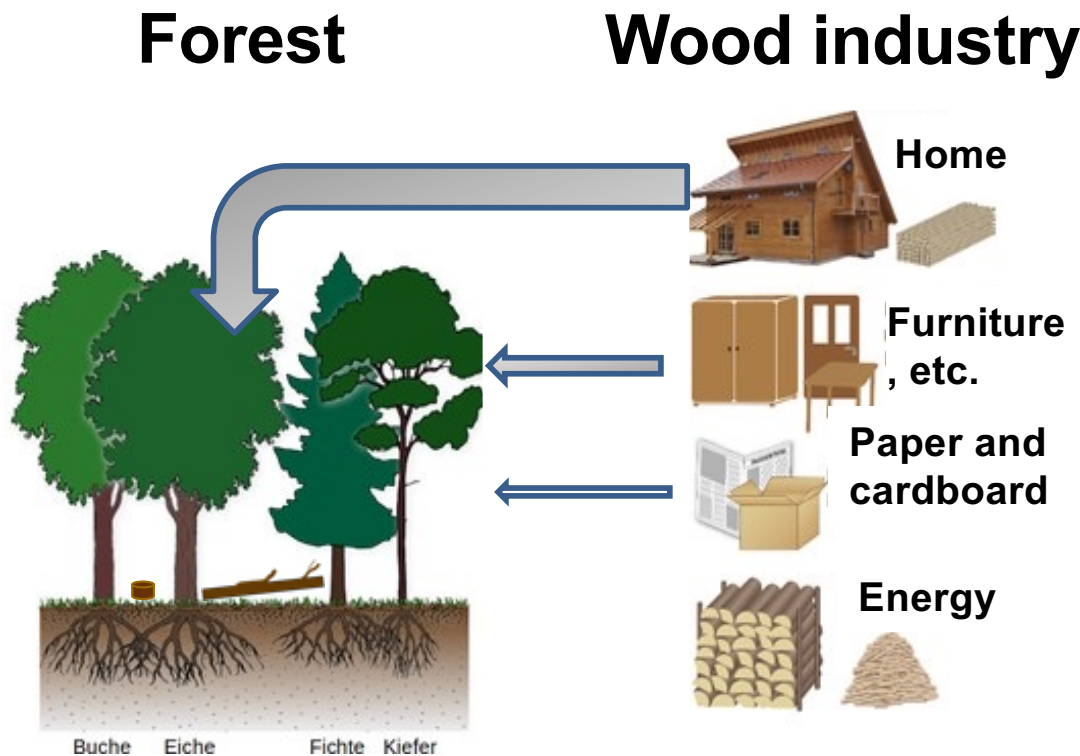 Forest
Wood industry
Home
Furniture
, etc.
Paper and
cardboard
Energy
Buche Eiche Fichte Kiefer